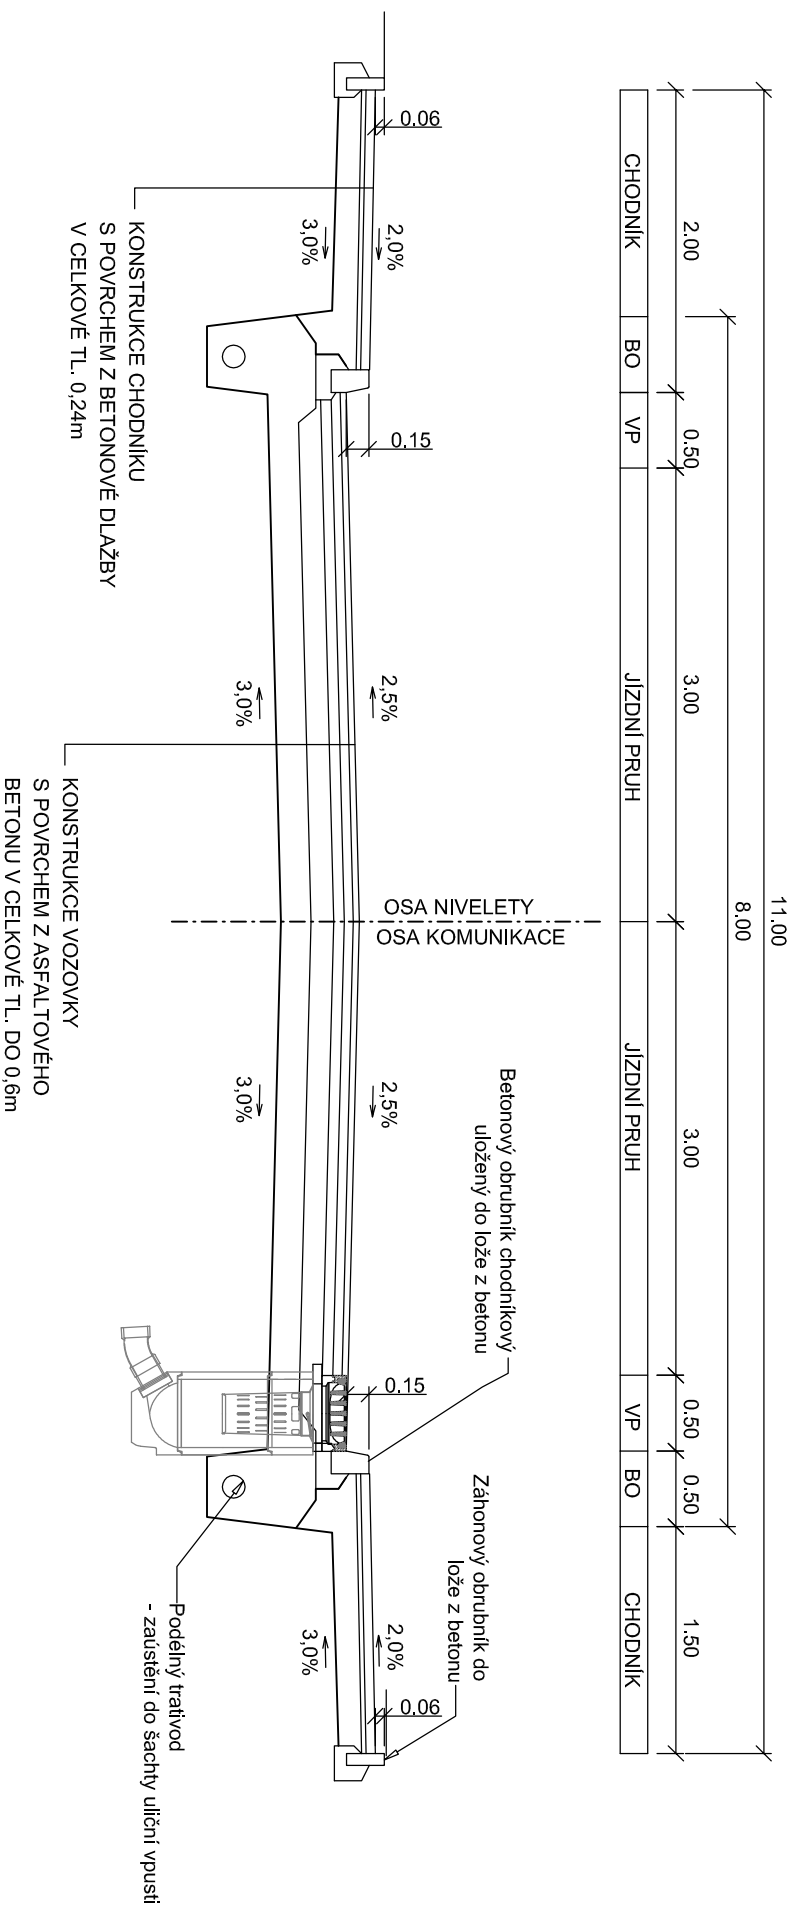 11.00
8.00
2.00
0.50
3.00
3.00
0.50
0.50
1.50
CHODNÍK
BO
VP
JÍZDNÍ PRUH
JÍZDNÍ PRUH
VP
BO
CHODNÍK
OSA NIVELETY
OSA KOMUNIKACE
Betonový obrubník chodníkový
uložený do lože z betonu
Záhonový obrubník do
lože z betonu
0.06
2,0%
3,0%
0.15
2,5%
3,0%
2,5%
3,0%
0.15
2,0%
3,0%
0.06
KONSTRUKCE CHODNÍKU
S POVRCHEM Z BETONOVÉ DLAŽBY
V CELKOVÉ TL. 0,24m
KONSTRUKCE VOZOVKY
S POVRCHEM Z ASFALTOVÉHO
BETONU V CELKOVÉ TL. DO 0,6m
Podélný trativod
- zaústění do šachty uliční vpusti